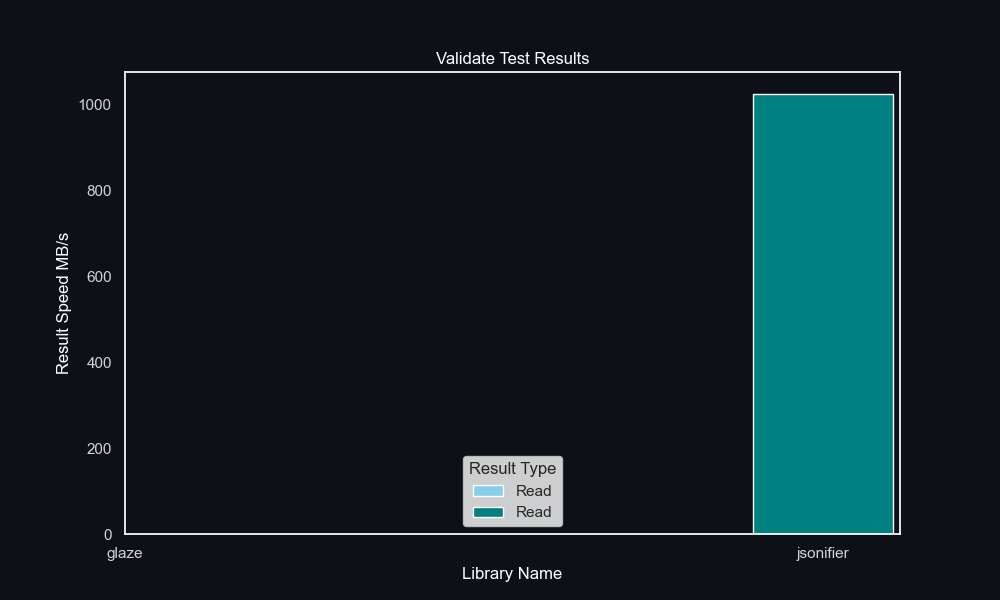 Validate Test Results
Result Speed MB/s
1000
800
600
400
200
0
Result Type
Read
Read
glaze
jsonifier
Library Name